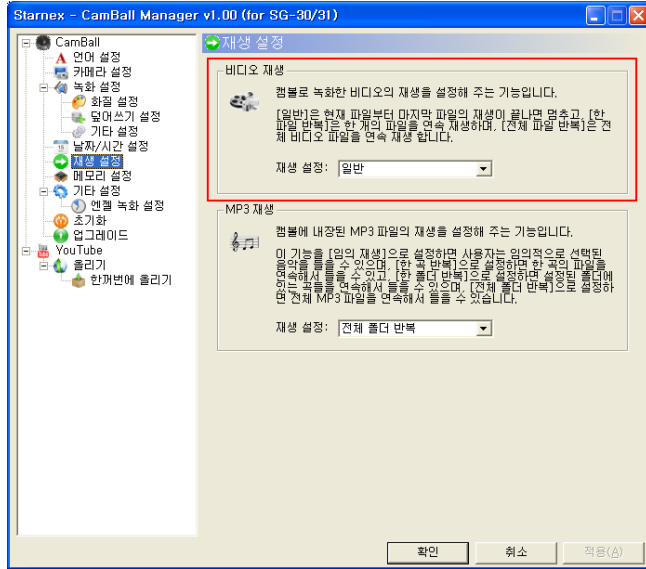 Starnex - CamBall Manager v1.00 (for SG-30/31)
CamBall
언어 설정
카메라 설정
녹화 설정
화질 설정
덮어쓰기 설정
기타 설정
날짜/시간 설정
재생 설정
메모리 설정
기타 설정
엔젤 녹화 설정
초기화
업그레이드
YouTube
올리기
한꺼번에 올리기
재생 설정
비디오 재생
캠볼로 녹화한 비디오의 재생을 설정해 주는 기능입니다.
[일반]은 현재 파일부터 마지막 파일의 재생이 끝나면 멈추고, [한
파일 반복]은 한 개의 파일을 연속 재생하며, [전체 파일 반복]은 전
체 비디오 파일을 연속 재생 합니다.
재생 설정: 일반
MP3 재생
캠볼에 내장된 MP3 파일의 재생을 설정해 주는 기능입니다.
이 기능을 [임의 재생]으로 설정하면 사용자는 임의적으로 선택된
음악을 들을 수 있으며, [한 곡 반복]으로 설정하면 한 곡의 파일을
연속해서 들을 수 있고, [한 폴더 반복]으로 설정하면 설정된 폴더에
있는 곡들을 연속해서 들을 수 있으며, [전체 폴더 반복]으로 설정하
면 전체 MP3 파일을 연속해서 들을 수 있습니다.
재생 설정: 전체 폴더 반복
확인 취소 적용(A)